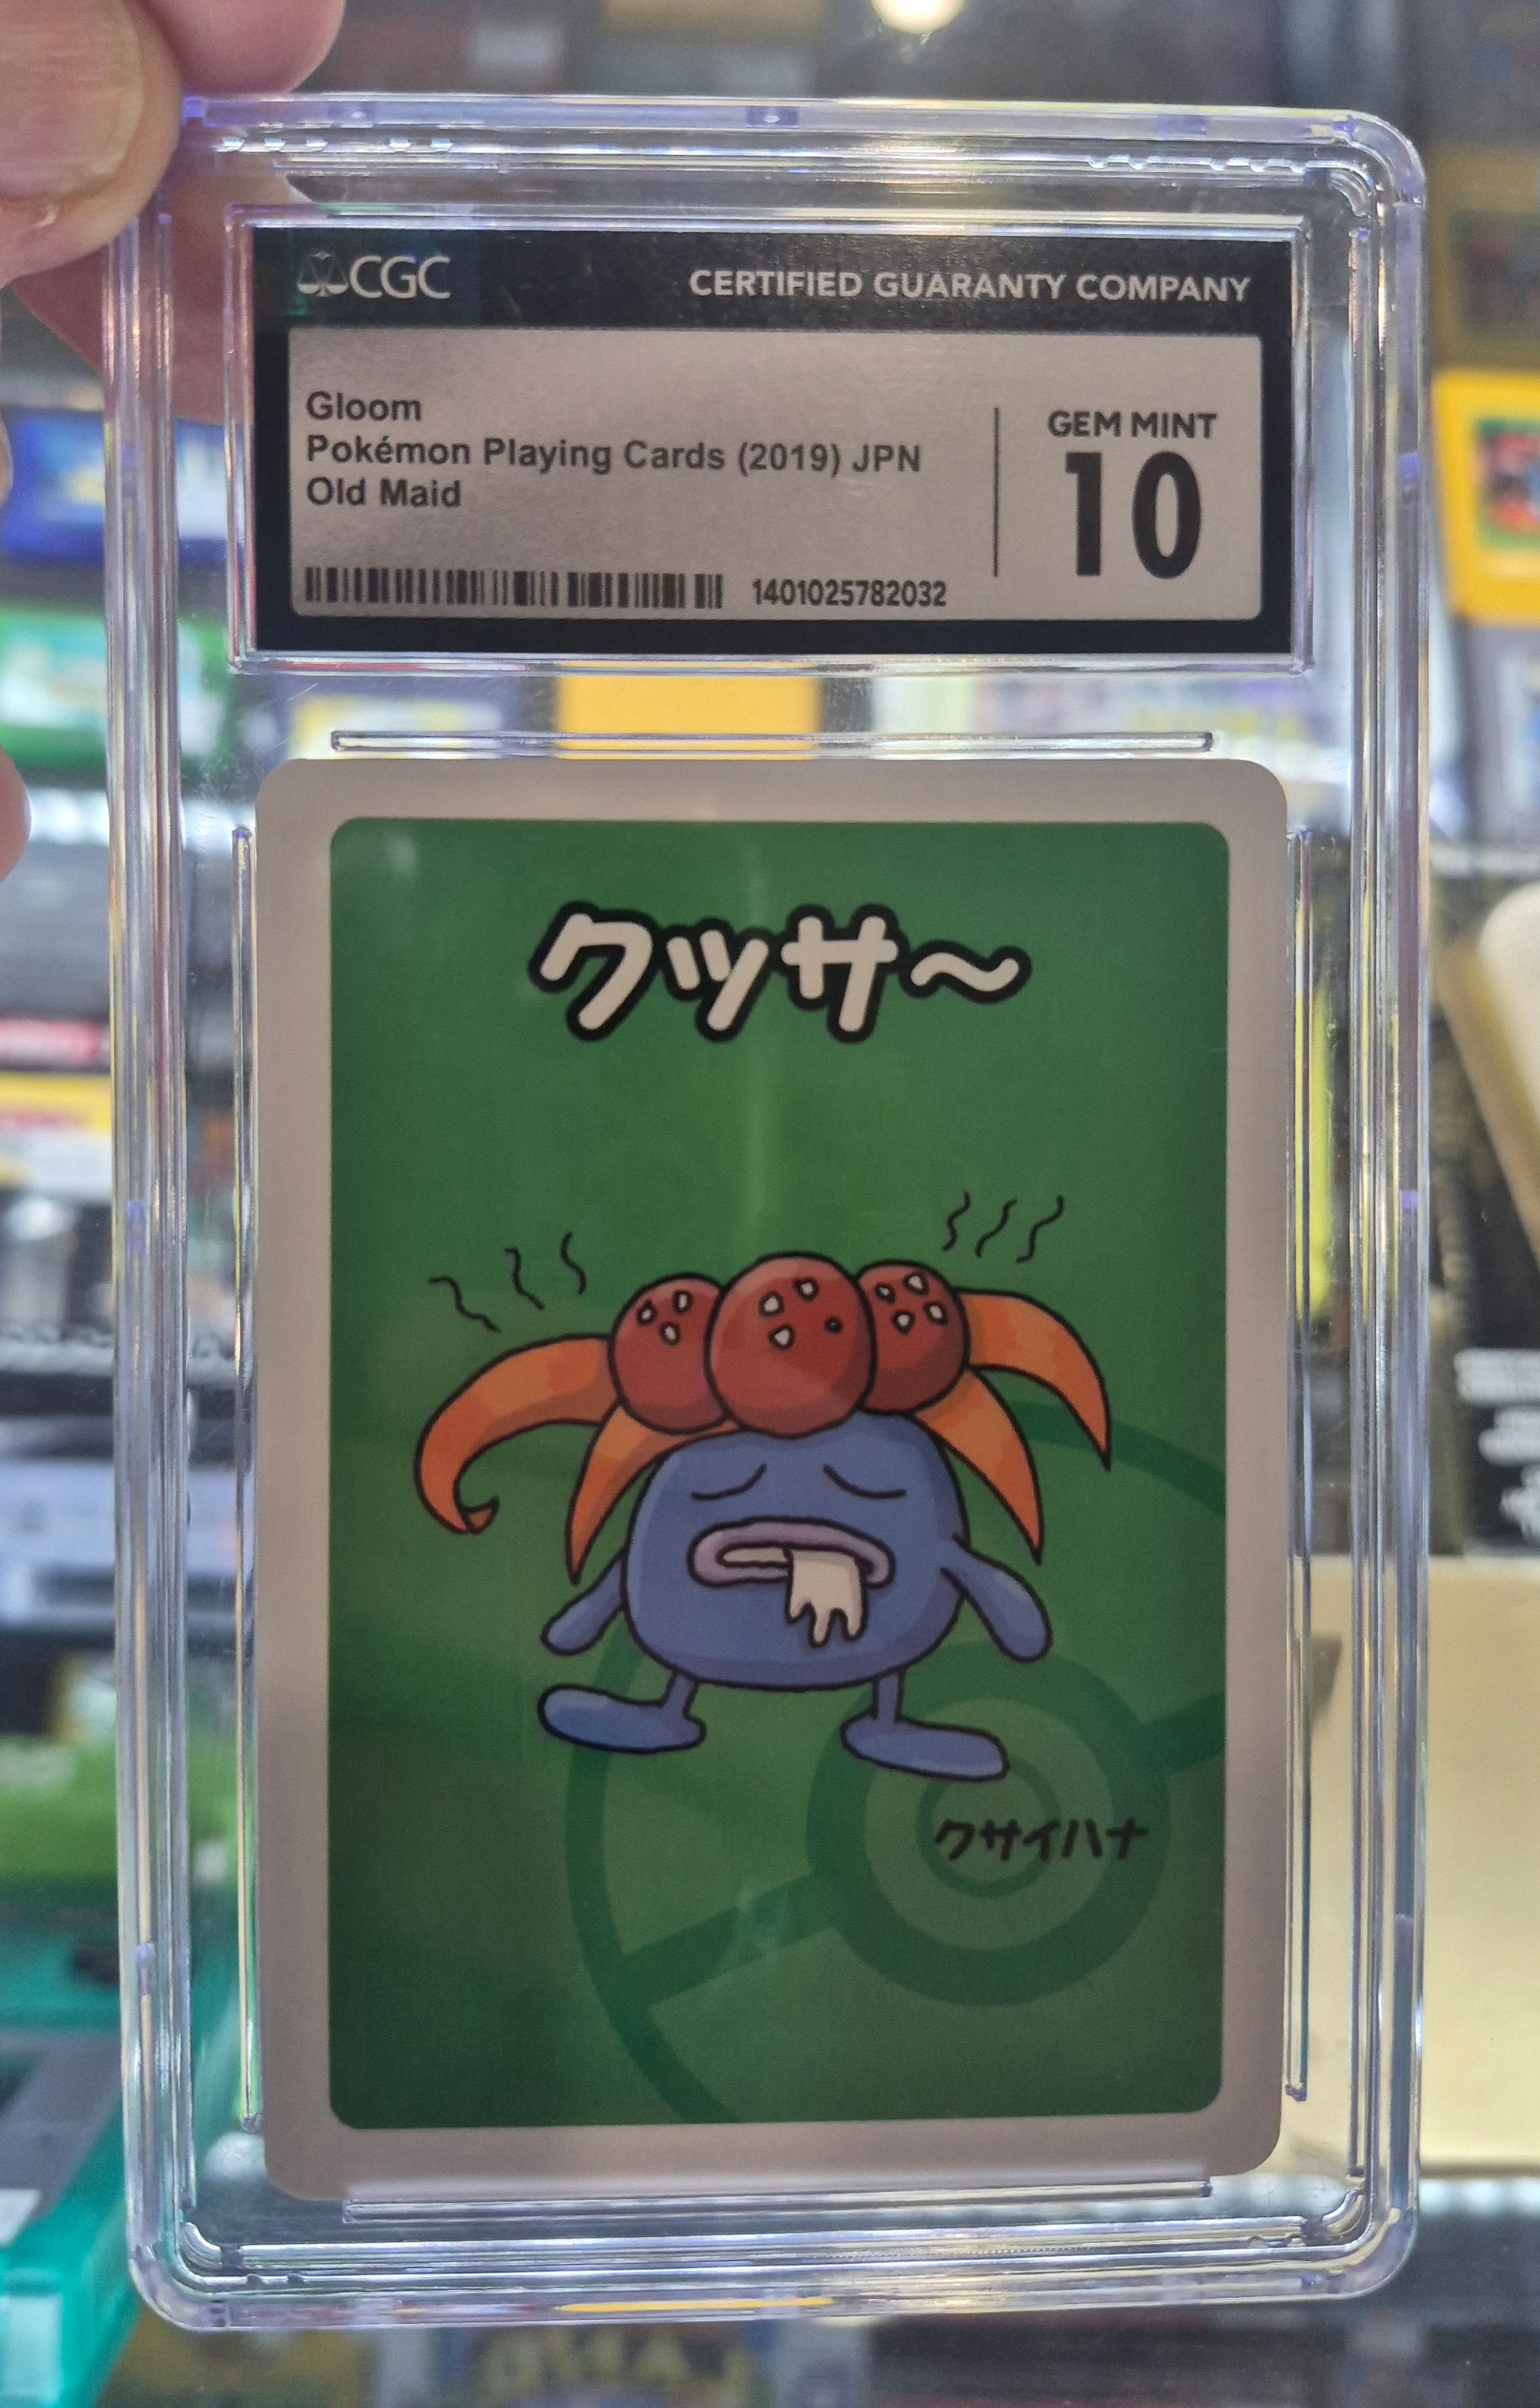 CGC
CERTIFIED GUARANTY COMPANY
Gloom
Pokémon Playing Cards (2019) JPN
Old Maid
1401025782032
GEM MINT
10
クッサ〜
クサイハナ